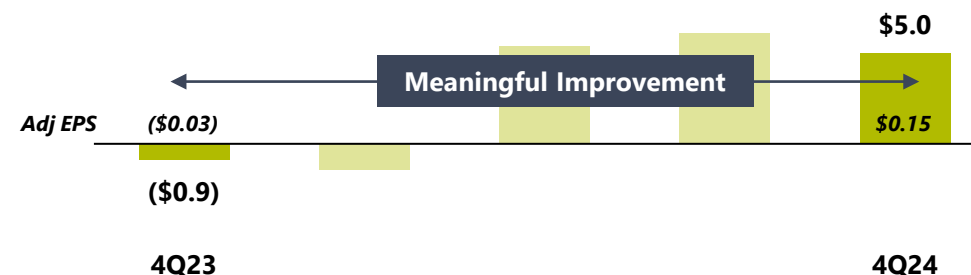 $5.0
Meaningful Improvement
Adj EPS ($0.03) $0.15
($0.9)
4Q23 4Q24